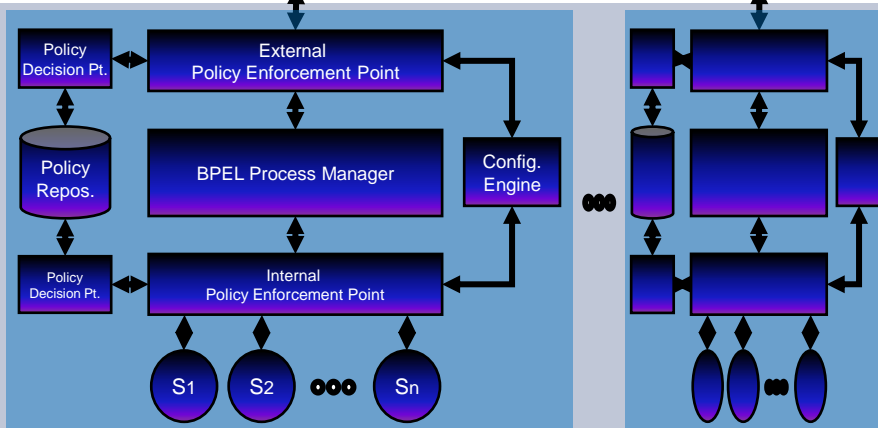 Policy
Decision Pt.
External
Policy Enforcement Point
Policy
Repos.
BPEL Process Manager
Config.
Engine
Policy
Decision Pt.
Internal
Policy Enforcement Point
S1
S2
Sn